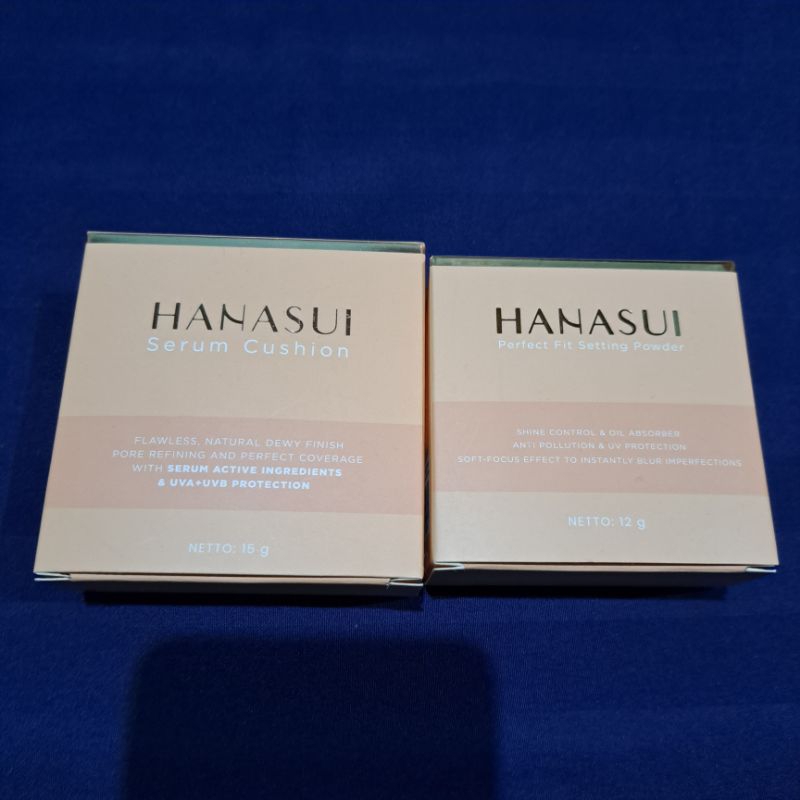 HANASUI
Serum Cushion
FLAWLESS, NATURAL DEWY FINISH
PORE REFINING AND PERFECT COVERAGE
WITH SERUM ACTIVE INGREDIENTS
& UVA+UVB PROTECTION
NETTO: 15 g
HANASUI
Perfect Fit Setting Powder
SHINE CONTROL & OIL ABSORBER
ANTI POLLUTION & UV PROTECTION
SOFT-FOCUS EFFECT TO INSTANTLY BLUR IMPERFECTIONS
NETTO: 12 g